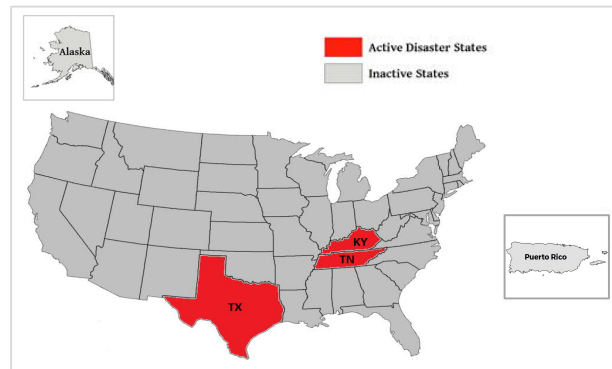 Alaska
Active Disaster States
Inactive States
KY
TN
TX
Puerto Rico